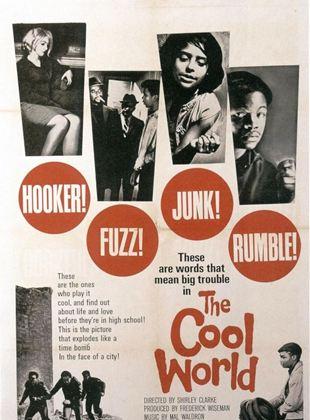 HOOKER!
FUZZ!
JUNK!
RUMBLE!
These
are words that
mean big trouble
in
The
Cool
World
These
are the ones
who play it
cool, and find out
about life and love
before they're in high school!
This is the picture
that explodes like
a time bomb
In the face of a city!
DIRECTED BY SHIRLEY CLARKE
PRODUCED BY FREDERICK WISEMAN
MUSIC BY MAL WALDRON